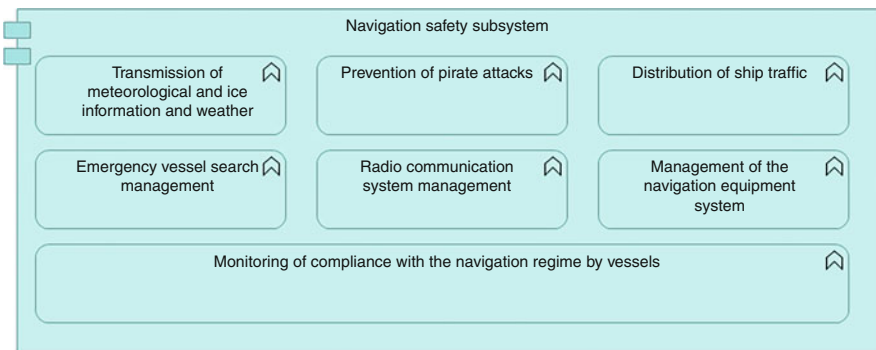 Navigation safety subsystem
Transmission of
meteorological and ice
information and weather
Prevention of pirate attacks
Distribution of ship traffic
Emergency vessel search
management
Radio communication
system management
Management of the
navigation equipment
system
Monitoring of compliance with the navigation regime by vessels